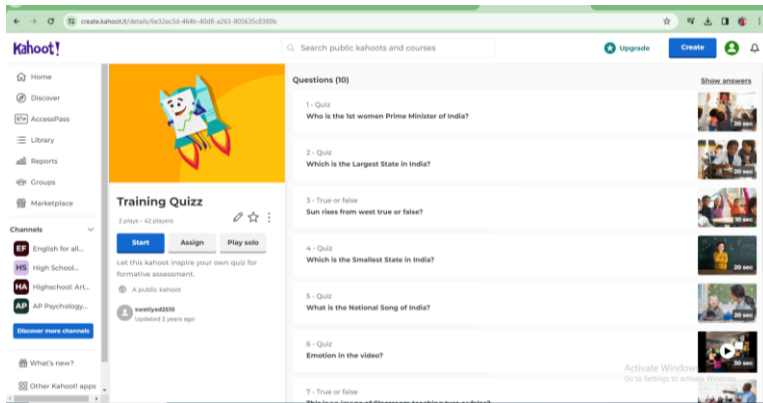 create.kahoot.it/details/6e32ec3d-464b-40d8-a263-805635c8380b
Kahoot!
Search public kahoots and courses
Upgrade
Create
Home
Discover
AccessPass
Library
Reports
Groups
Marketplace
Channels
EF English for all...
HS High School...
HA Highschool: Art...
AP AP Psychology...
Discover more channels
What's new?
Other Kahoot! apps
Training Quizz
2 plays · 42 players
Start
Assign
Play solo
Let this kahoot inspire your own quiz for
formative assessment.
A public kahoot
swatiyad2510
Updated 2 years ago
Questions (10)
Show answers
1 - Quiz
Who is the 1st women Prime Minister of India?
20 sec
2 - Quiz
Which is the Largest State in India?
20 sec
3 - True or false
Sun rises from west true or false?
10 sec
4 - Quiz
Which is the Smallest State in India?
20 sec
5 - Quiz
What is the National Song of India?
20 sec
6 - Quiz
Emotion in the video?
30 sec
7 - True or false
Activate Windows
Go to Settings to activate Windows.